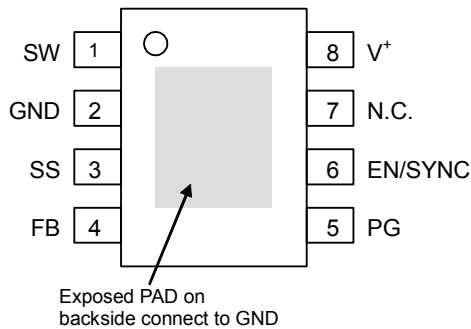 SW 1 8 V+
GND 2 7 N.C.
SS 3 6 EN/SYNC
FB 4 5 PG
Exposed PAD on
backside connect to GND